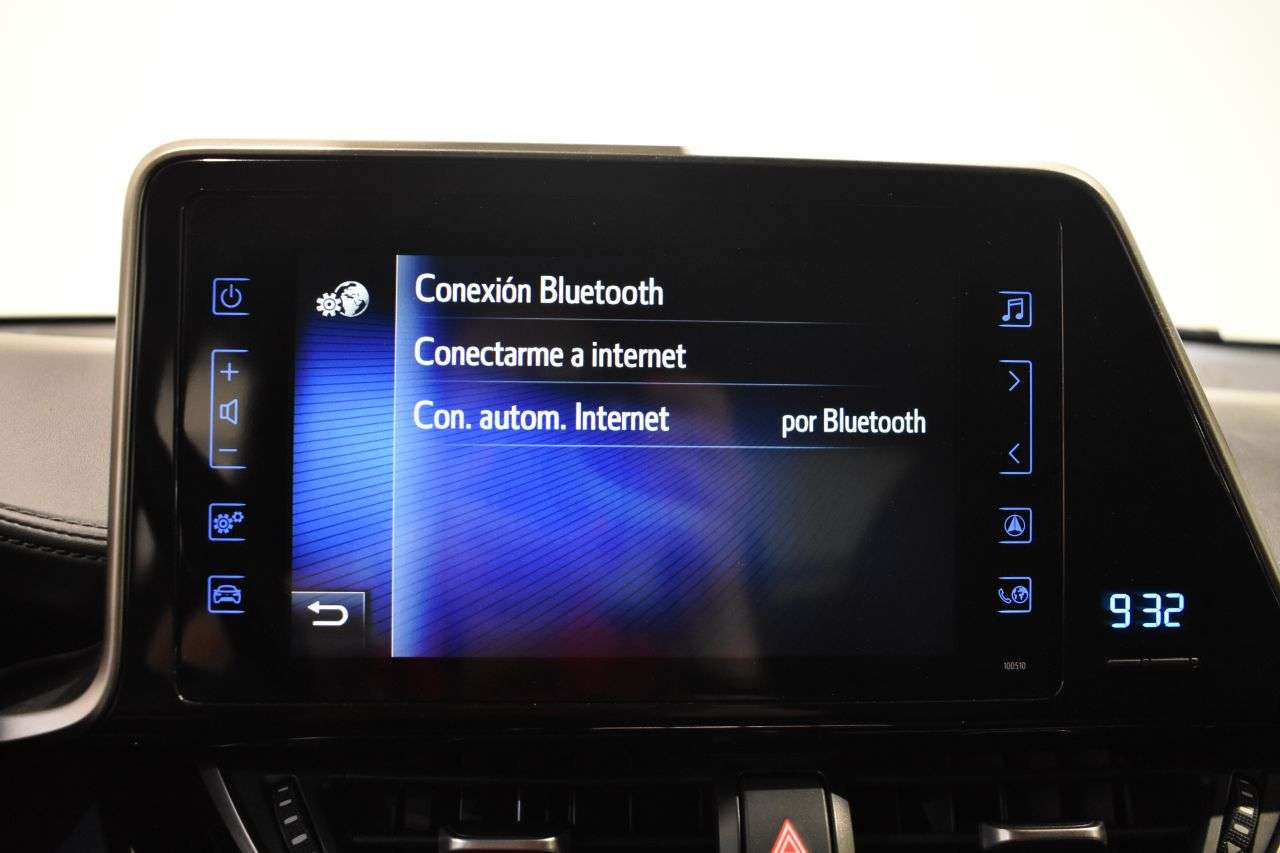 Conexión Bluetooth
Conectarme a internet
Con. autom. Internet por Bluetooth
9 32
100510